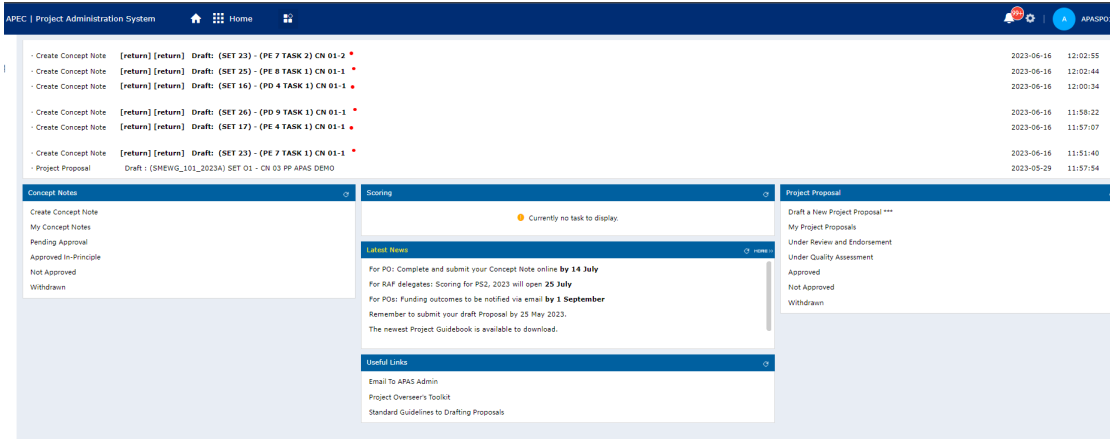 APEC | Project Administration System Home 99+ A APASPO
· Create Concept Note [return] [return] Draft: (SET 23) - (PE 7 TASK 2) CN 01-2 2023-06-16 12:02:55
· Create Concept Note [return] [return] Draft: (SET 25) - (PE 8 TASK 1) CN 01-1 2023-06-16 12:02:44
· Create Concept Note [return] [return] Draft: (SET 16) - (PD 4 TASK 1) CN 01-1 2023-06-16 12:00:34
· Create Concept Note [return] [return] Draft: (SET 26) - (PD 9 TASK 1) CN 01-1 2023-06-16 11:58:22
· Create Concept Note [return] [return] Draft: (SET 17) - (PE 4 TASK 1) CN 01-1 2023-06-16 11:57:07
· Create Concept Note [return] [return] Draft: (SET 23) - (PE 7 TASK 1) CN 01-1 2023-06-16 11:51:40
· Project Proposal Draft : (SMEWG_101_2023A) SET O1 - CN 03 PP APAS DEMO 2023-05-29 11:57:54
Concept Notes
Create Concept Note
My Concept Notes
Pending Approval
Approved In-Principle
Not Approved
Withdrawn
Scoring
Currently no task to display.
Latest News MORE>>
For PO: Complete and submit your Concept Note online by 14 July
For RAF delegates: Scoring for PS2, 2023 will open 25 July
For POs: Funding outcomes to be notified via email by 1 September
Remember to submit your draft Proposal by 25 May 2023.
The newest Project Guidebook is available to download.
Useful Links
Email To APAS Admin
Project Overseer's Toolkit
Standard Guidelines to Drafting Proposals
Project Proposal
Draft a New Project Proposal ***
My Project Proposals
Under Review and Endorsement
Under Quality Assessment
Approved
Not Approved
Withdrawn